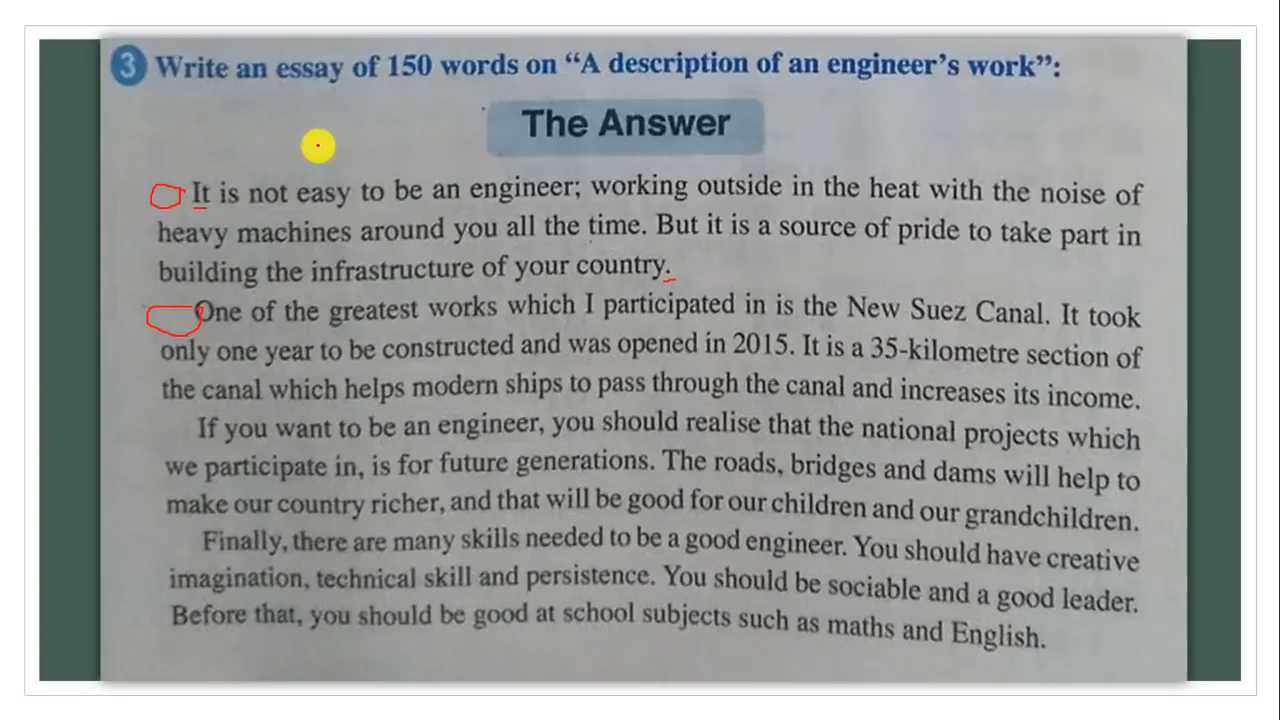 3 Write an essay of 150 words on “A description of an engineer’s work”:
The Answer
It is not easy to be an engineer; working outside in the heat with the noise of
heavy machines around you all the time. But it is a source of pride to take part in
building the infrastructure of your country.
One of the greatest works which I participated in is the New Suez Canal. It took
only one year to be constructed and was opened in 2015. It is a 35-kilometre section of
the canal which helps modern ships to pass through the canal and increases its income.
If you want to be an engineer, you should realise that the national projects which
we participate in, is for future generations. The roads, bridges and dams will help to
make our country richer, and that will be good for our children and our grandchildren.
Finally, there are many skills needed to be a good engineer. You should have creative
imagination, technical skill and persistence. You should be sociable and a good leader.
Before that, you should be good at school subjects such as maths and English.